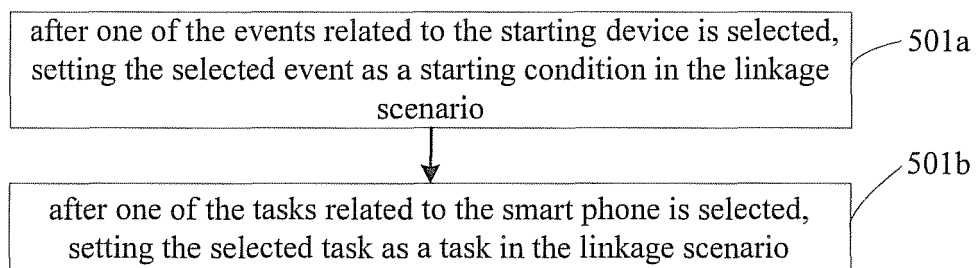 after one of the events related to the starting device is selected,
setting the selected event as a starting condition in the linkage
scenario
501a
after one of the tasks related to the smart phone is selected,
setting the selected task as a task in the linkage scenario
501b